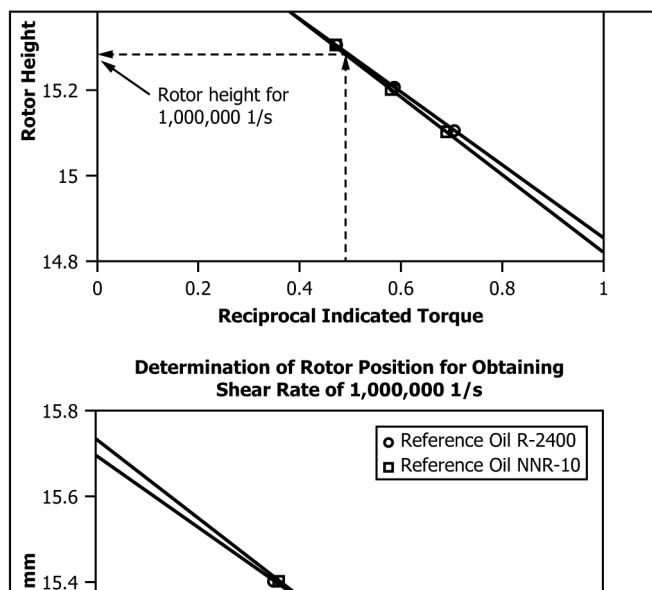 Rotor Height
15.2
15
14.8
Rotor height for
1,000,000 1/s
0 0.2 0.4 0.6 0.8 1
Reciprocal Indicated Torque
Determination of Rotor Position for Obtaining
Shear Rate of 1,000,000 1/s
15.8
15.6
15.4
mm
Reference Oil R-2400
Reference Oil NNR-10